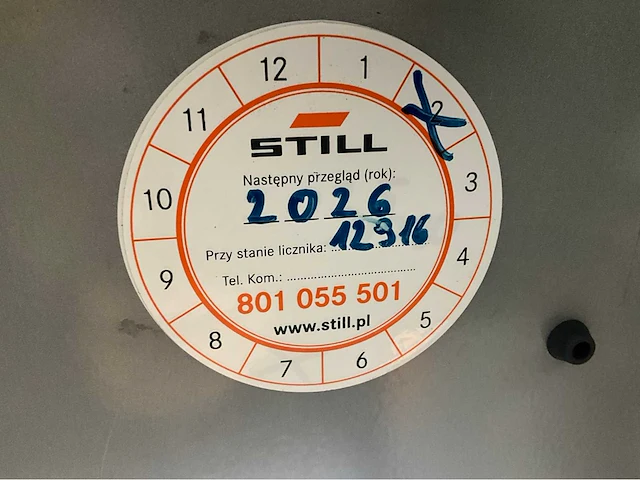 12
1
2
3
4
5
6
7
8
9
10
11
STILL
Następny przegląd (rok):
2026
Przy stanie licznika: 12916
Tel. Kom.:
801 055 501
www.still.pl